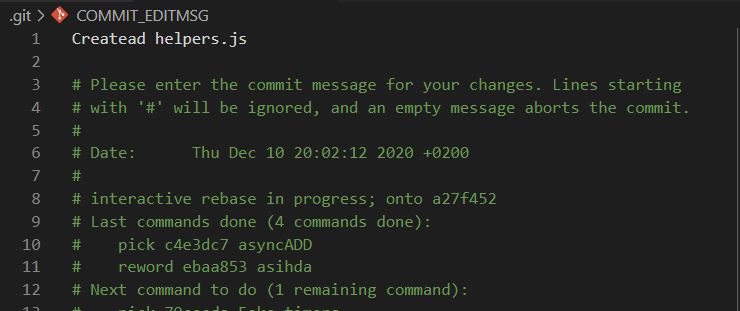 .git > COMMIT_EDITMSG
1 Createad helpers.js
2
3 # Please enter the commit message for your changes. Lines starting
4 # with '#' will be ignored, and an empty message aborts the commit.
5 #
6 # Date: Thu Dec 10 20:02:12 2020 +0200
7 #
8 # interactive rebase in progress; onto a27f452
9 # Last commands done (4 commands done):
10 # pick c4e3dc7 asyncADD
11 # reword ebaa853 asihda
12 # Next command to do (1 remaining command):
13 # pick